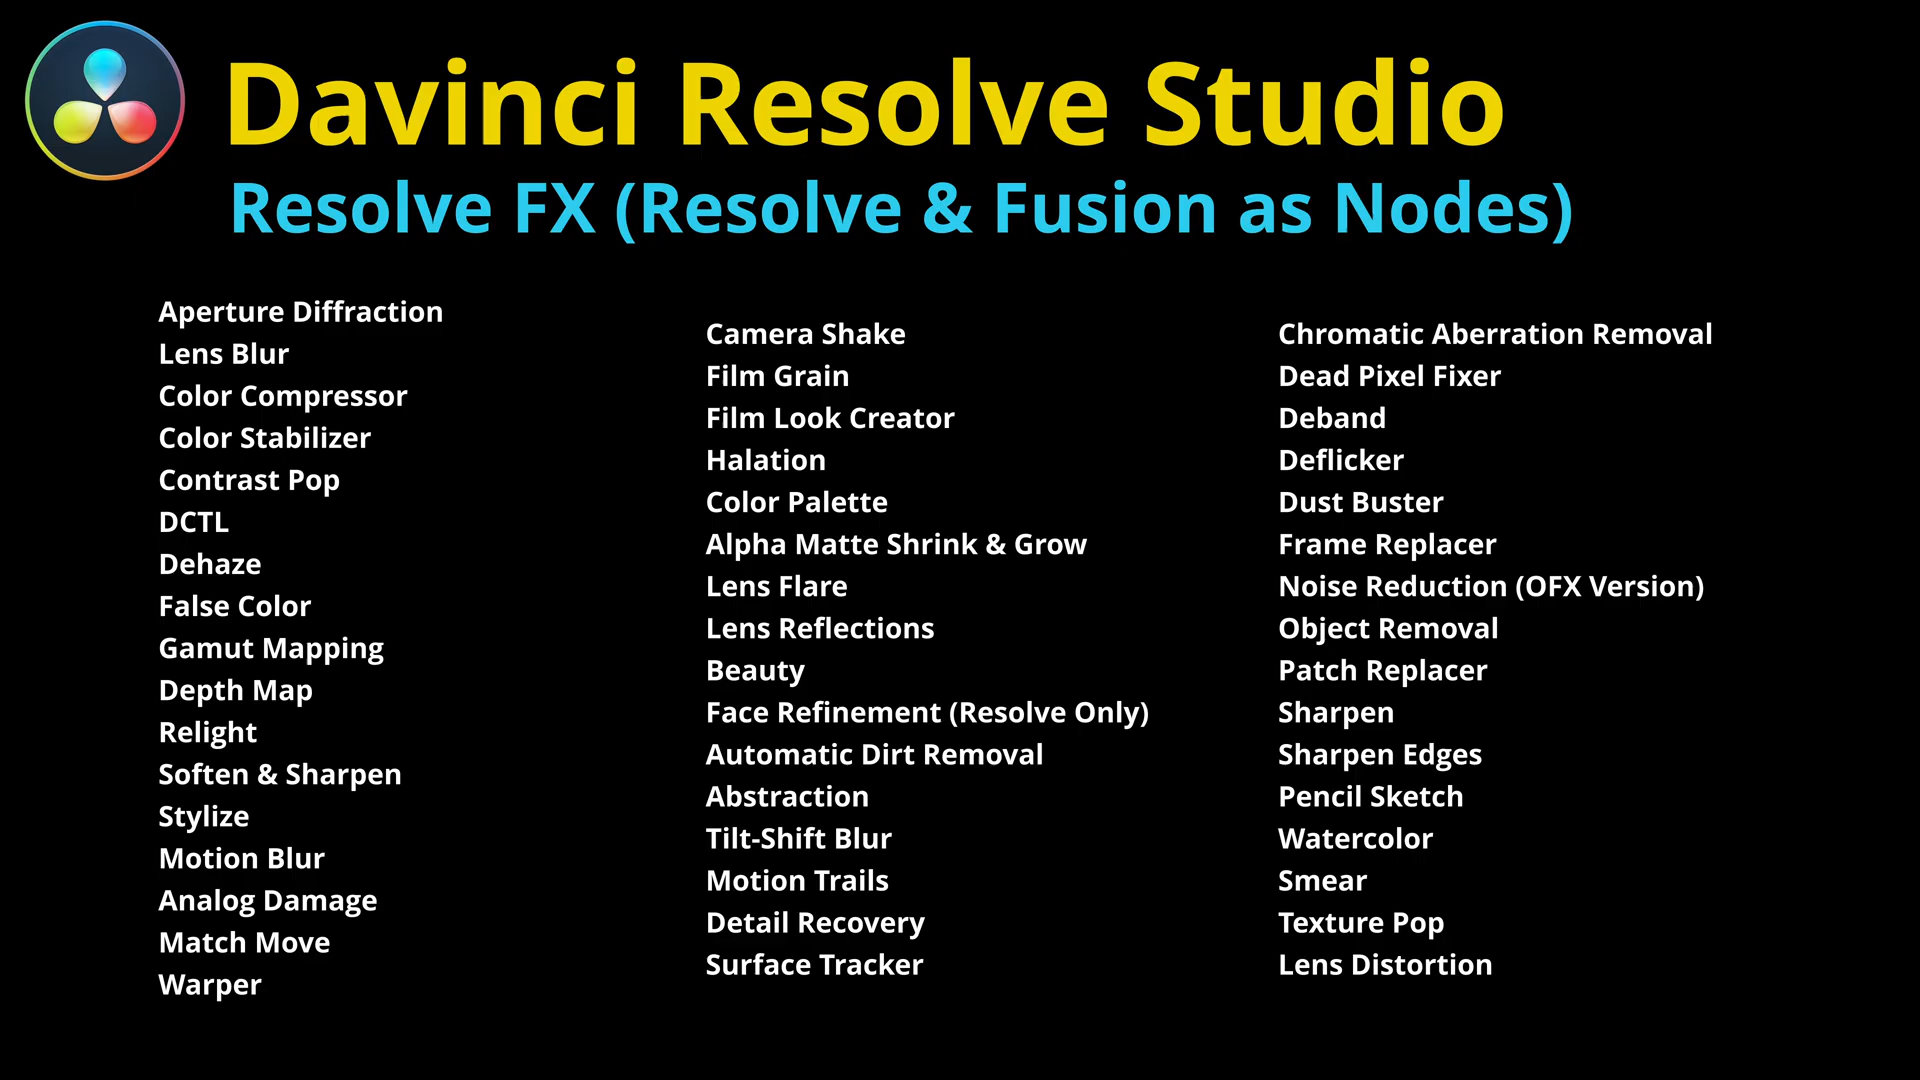 Davinci Resolve Studio
Resolve FX (Resolve & Fusion as Nodes)
Aperture Diffraction
Lens Blur
Color Compressor
Color Stabilizer
Contrast Pop
DCTL
Dehaze
False Color
Gamut Mapping
Depth Map
Relight
Soften & Sharpen
Stylize
Motion Blur
Analog Damage
Match Move
Warper
Camera Shake
Film Grain
Film Look Creator
Halation
Color Palette
Alpha Matte Shrink & Grow
Lens Flare
Lens Reflections
Beauty
Face Refinement (Resolve Only)
Automatic Dirt Removal
Abstraction
Tilt-Shift Blur
Motion Trails
Detail Recovery
Surface Tracker
Chromatic Aberration Removal
Dead Pixel Fixer
Deband
Deflicker
Dust Buster
Frame Replacer
Noise Reduction (OFX Version)
Object Removal
Patch Replacer
Sharpen
Sharpen Edges
Pencil Sketch
Watercolor
Smear
Texture Pop
Lens Distortion